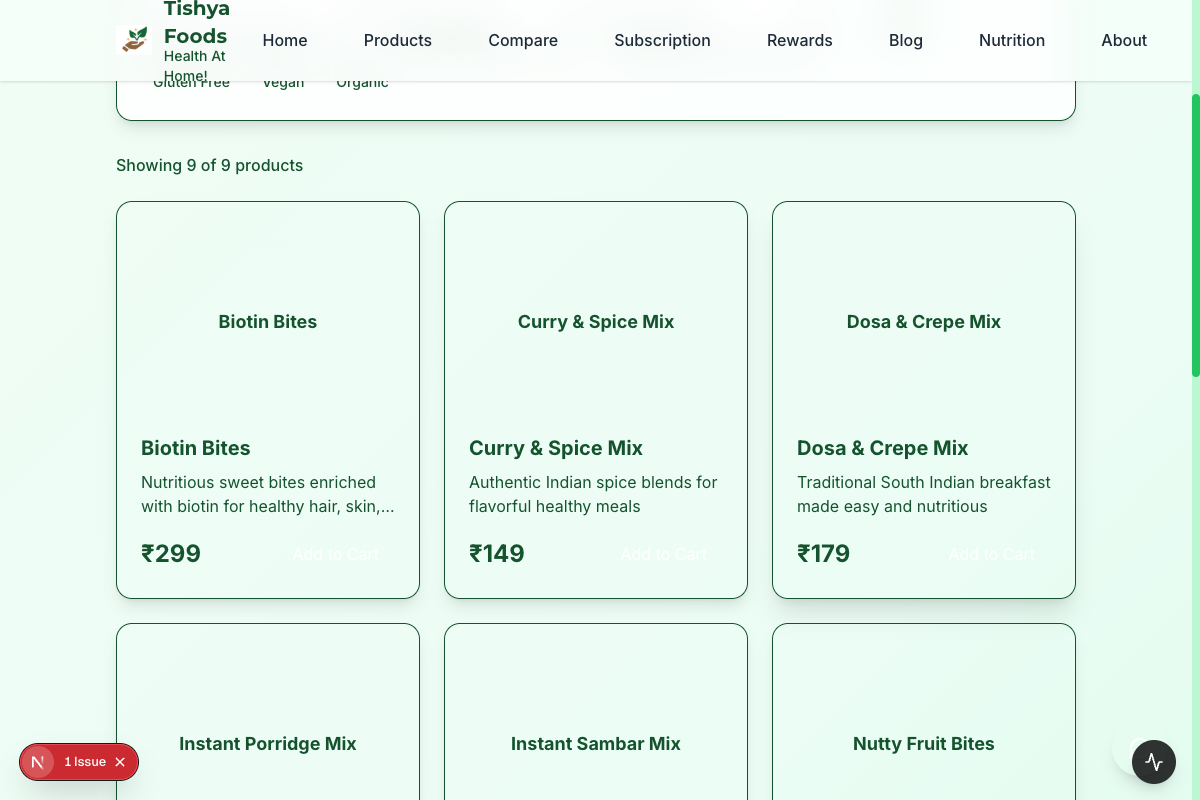 Tishya
Foods
Health At
Home!
Home
Products
Compare
Subscription
Rewards
Blog
Nutrition
About
Gluten Free
Vegan
Organic
Showing 9 of 9 products
Biotin Bites
Curry & Spice Mix
Dosa & Crepe Mix
Biotin Bites
Nutritious sweet bites enriched
with biotin for healthy hair, skin,...
₹299
Add to Cart
Curry & Spice Mix
Authentic Indian spice blends for
flavorful healthy meals
₹149
Add to Cart
Dosa & Crepe Mix
Traditional South Indian breakfast
made easy and nutritious
₹179
Add to Cart
Instant Porridge Mix
Instant Sambar Mix
Nutty Fruit Bites
N
1 Issue